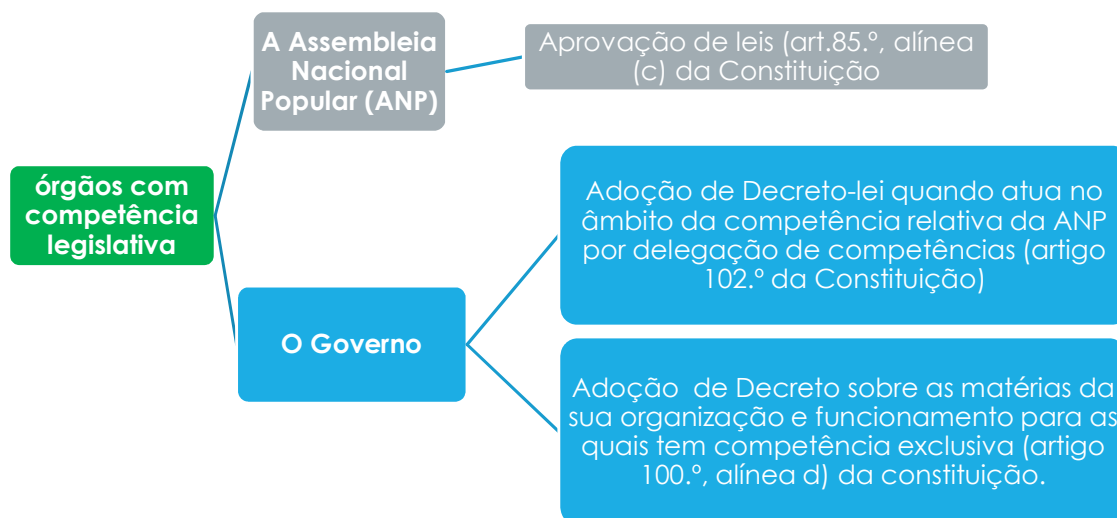 órgãos com
competência
legislativa
A Assembleia
Nacional
Popular (ANP)
Aprovação de leis (art.85.º, alínea
(c) da Constituição
O Governo
Adoção de Decreto-lei quando atua no
âmbito da competência relativa da ANP
por delegação de competências (artigo
102.º da Constituição)
Adoção de Decreto sobre as matérias da
sua organização e funcionamento para as
quais tem competência exclusiva (artigo
100.º, alínea d) da constituição.